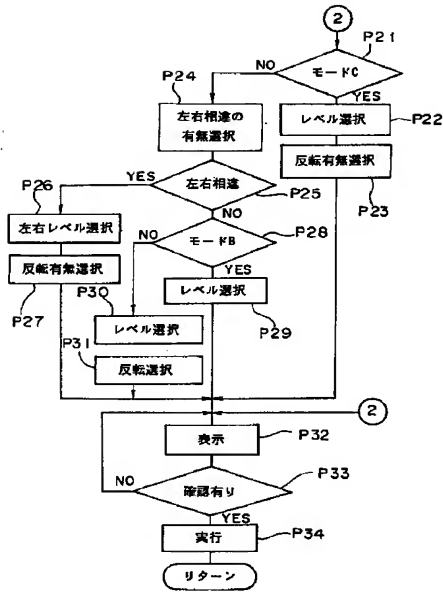 2
P21
モードC
NO
YES
P24
左右相違の
有無選択
P22
レベル選択
反転有無選択
P23
YES
左右相違
P25
NO
P26
左右レベル選択
反転有無選択
P27
NO
モードB
P28
YES
レベル選択
P29
P30
レベル選択
P31
反転選択
2
表示
P32
P33
NO
確認有り
YES
実行
P34
リターン